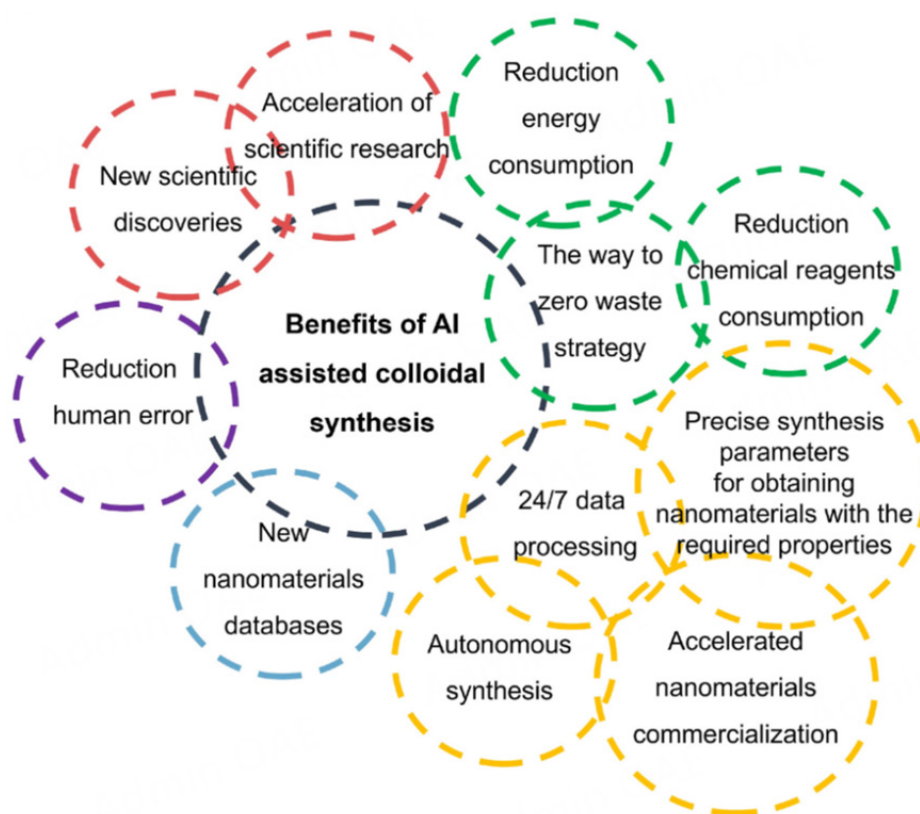 Acceleration of
scientific research
New scientific
discoveries
Reduction
energy
consumption
The way to
zero waste
strategy
Reduction
chemical reagents
consumption
Benefits of AI
assisted colloidal
synthesis
Reduction
human error
New
nanomaterials
databases
24/7 data
processing
Precise synthesis
parameters
for obtaining
nanomaterials with the
required properties
Autonomous
synthesis
Accelerated
nanomaterials
commercialization